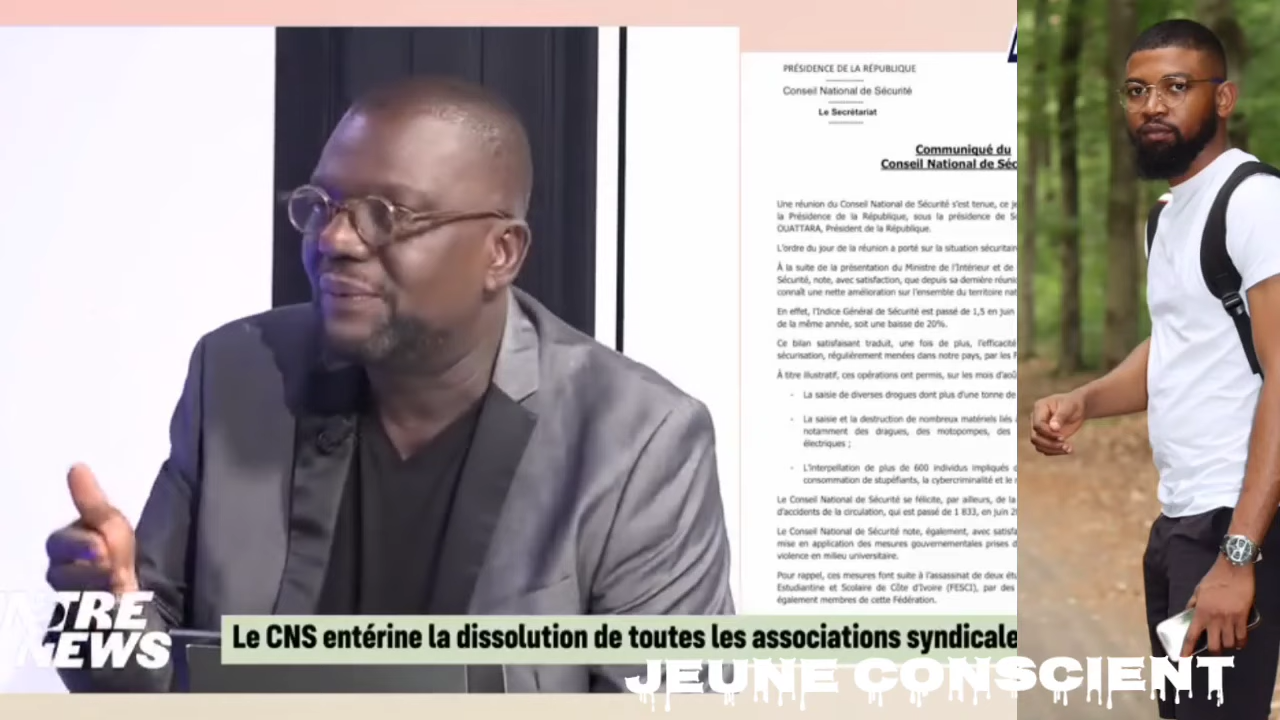 PRÉSIDENCE DE LA RÉPUBLIQUE
Conseil National de Sécurité
Le Secrétariat
Communiqué du
Conseil National de Séc
Une réunion du Conseil National de Sécurité s'est tenue, ce je
la Présidence de la République, sous la présidence de S
OUATTARA, Président de la République.
L'ordre du jour de la réunion a porté sur la situation sécuritair
À la suite de la présentation du Ministre de l'Intérieur et de
Sécurité, note, avec satisfaction, que depuis sa dernière réuni
connaît une nette amélioration sur l'ensemble du territoire nat
En effet, l'Indice Général de Sécurité est passé de 1,5 en juin
de la même année, soit une baisse de 20%.
Ce bilan satisfaisant traduit, une fois de plus, l'efficacité
sécurisation, régulièrement menées dans notre pays, par les F
À titre illustratif, ces opérations ont permis, sur les mois d'aoû
- La saisie de diverses drogues dont plus d'une tonne de
- La saisie et la destruction de nombreux matériels liés
notamment des dragues, des motopompes, des
électriques ;
- L'interpellation de plus de 600 individus impliqués
consommation de stupéfiants, la cybercriminalité et le
Le Conseil National de Sécurité se félicite, par ailleurs, de la
d'accidents de la circulation, qui est passé de 1 833, en juin 2
Le Conseil National de Sécurité note, également, avec satisfa
mise en application des mesures gouvernementales prises d
violence en milieu universitaire.
Pour rappel, ces mesures font suite à l'assassinat de deux étu
Estudiantine et Scolaire de Côte d'Ivoire (FESCI), par des
également membres de cette Fédération.
NTRE
NEWS
Le CNS entérine la dissolution de toutes les associations syndicale
JEUNE CONSCIENT